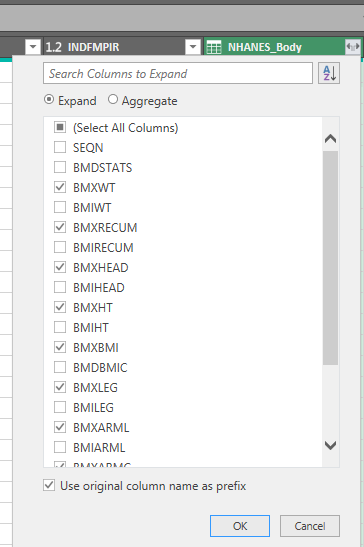 1.2 INDFMPIR NHANES_Body
Search Columns to Expand AZ
Expand Aggregate
(Select All Columns)
SEQN
BMDSTATS
BMXWT
BMIWT
BMXRECUM
BMIRECUM
BMXHEAD
BMIHEAD
BMXHT
BMIHT
BMXBMI
BMDBMIC
BMXLEG
BMILEG
BMXARML
BMIARML
BMXARMC
Use original column name as prefix
OK Cancel